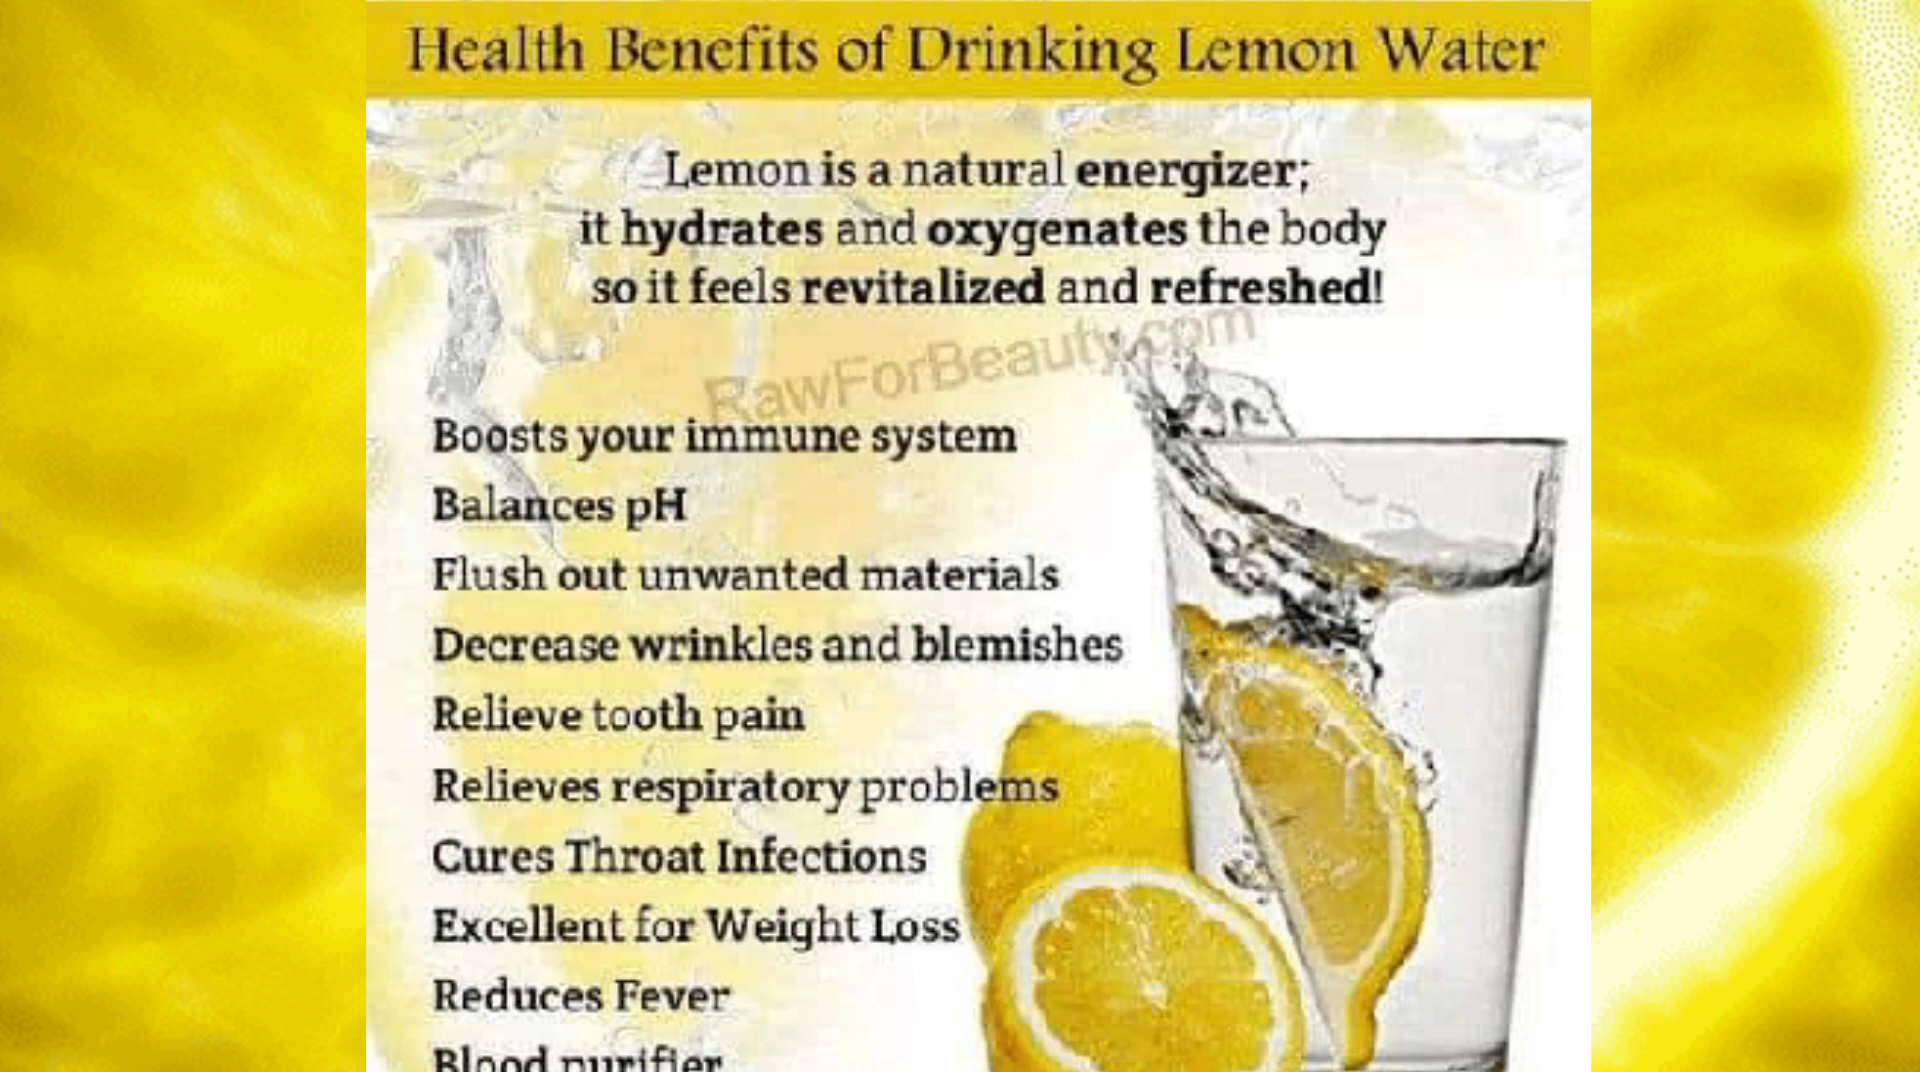 Health Benefits of Drinking Lemon Water
Lemon is a natural energizer;
it hydrates and oxygenates the body
so it feels revitalized and refreshed!
RawForBeauty.com
Boosts your immune system
Balances pH
Flush out unwanted materials
Decrease wrinkles and blemishes
Relieve tooth pain
Relieves respiratory problems
Cures Throat Infections
Excellent for Weight Loss
Reduces Fever
Blood purifier